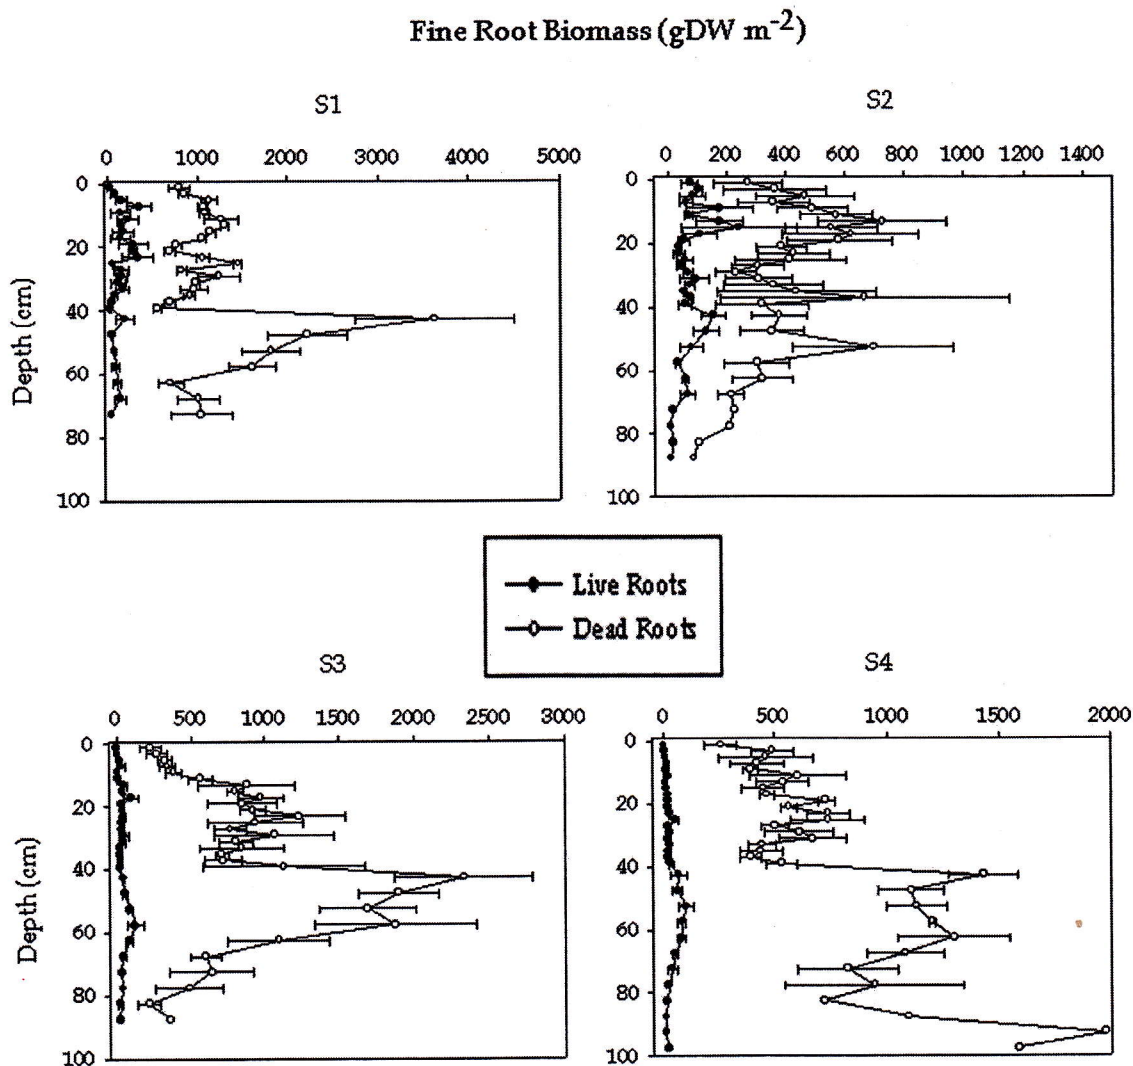 Fine Root Biomass (gDW m-2)
S1
S2
0 1000 2000 3000 4000 5000
0 200 400 600 800 1000 1200 1400
0
20
40
60
80
100
Depth (cm)
0
20
40
60
80
100
Live Roots
Dead Roots
S3
S4
0 500 1000 1500 2000 2500 3000
0 500 1000 1500 2000
0
20
40
60
80
100
Depth (cm)
0
20
40
60
80
100